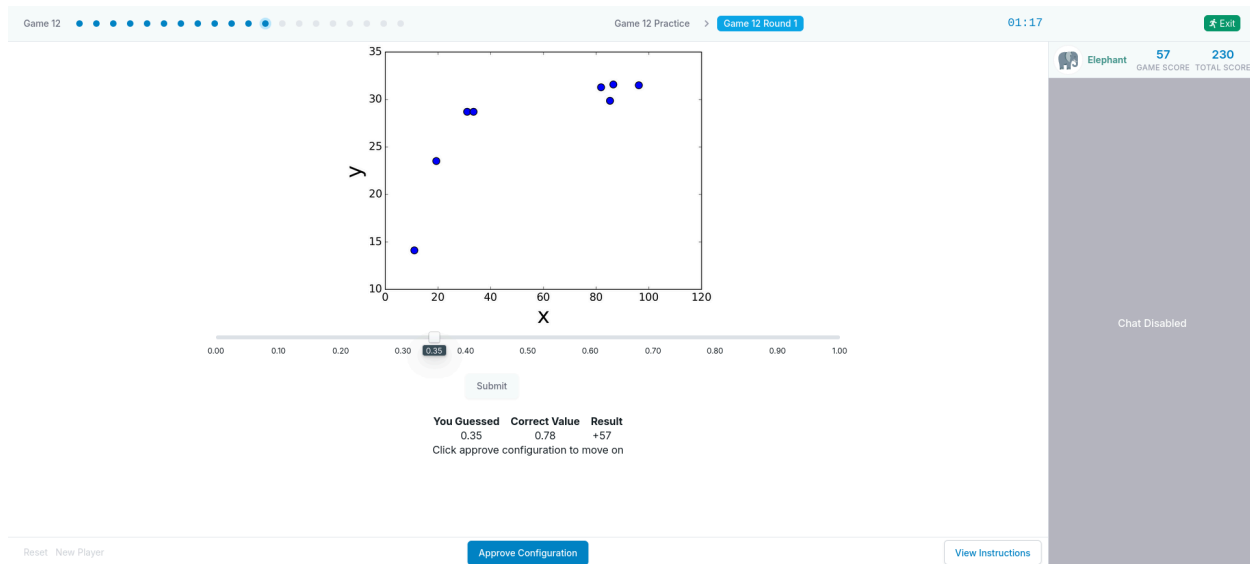 Game 12
Game 12 Practice > Game 12 Round 1
01:17
Exit
Elephant
57
GAME SCORE
230
TOTAL SCORE
35
30
25
20
15
10
y
0 20 40 60 80 100 120
x
0.00 0.10 0.20 0.30 0.35 0.40 0.50 0.60 0.70 0.80 0.90 1.00
Submit
You Guessed Correct Value Result
0.35 0.78 +57
Click approve configuration to move on
Chat Disabled
Reset New Player
Approve Configuration
View Instructions